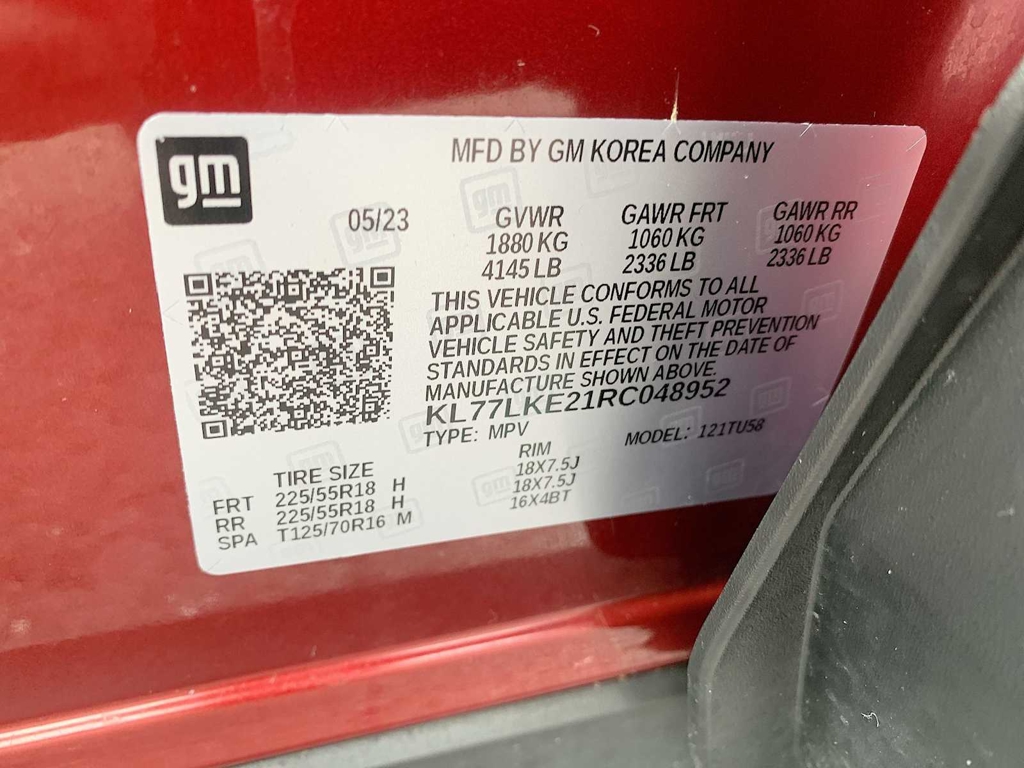 gm
MFD BY GM KOREA COMPANY
05/23 GVWR GAWR FRT GAWR RR
1880 KG 1060 KG 1060 KG
4145 LB 2336 LB 2336 LB
THIS VEHICLE CONFORMS TO ALL
APPLICABLE U.S. FEDERAL MOTOR
VEHICLE SAFETY AND THEFT PREVENTION
STANDARDS IN EFFECT ON THE DATE OF
MANUFACTURE SHOWN ABOVE.
KL77LKE21RC048952
TYPE: MPV MODEL: 121TU58
TIRE SIZE RIM
FRT 225/55R18 H 18X7.5J
RR 225/55R18 H 18X7.5J
SPA T125/70R16 M 16X4BT